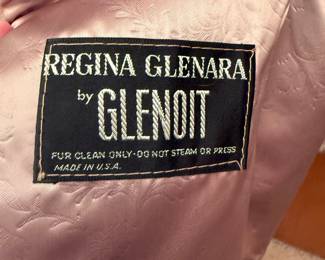 REGINA GLENARA
by
GLENOIT
FUR CLEAN ONLY-DO NOT STEAM OR PRESS
MADE IN U.S.A.